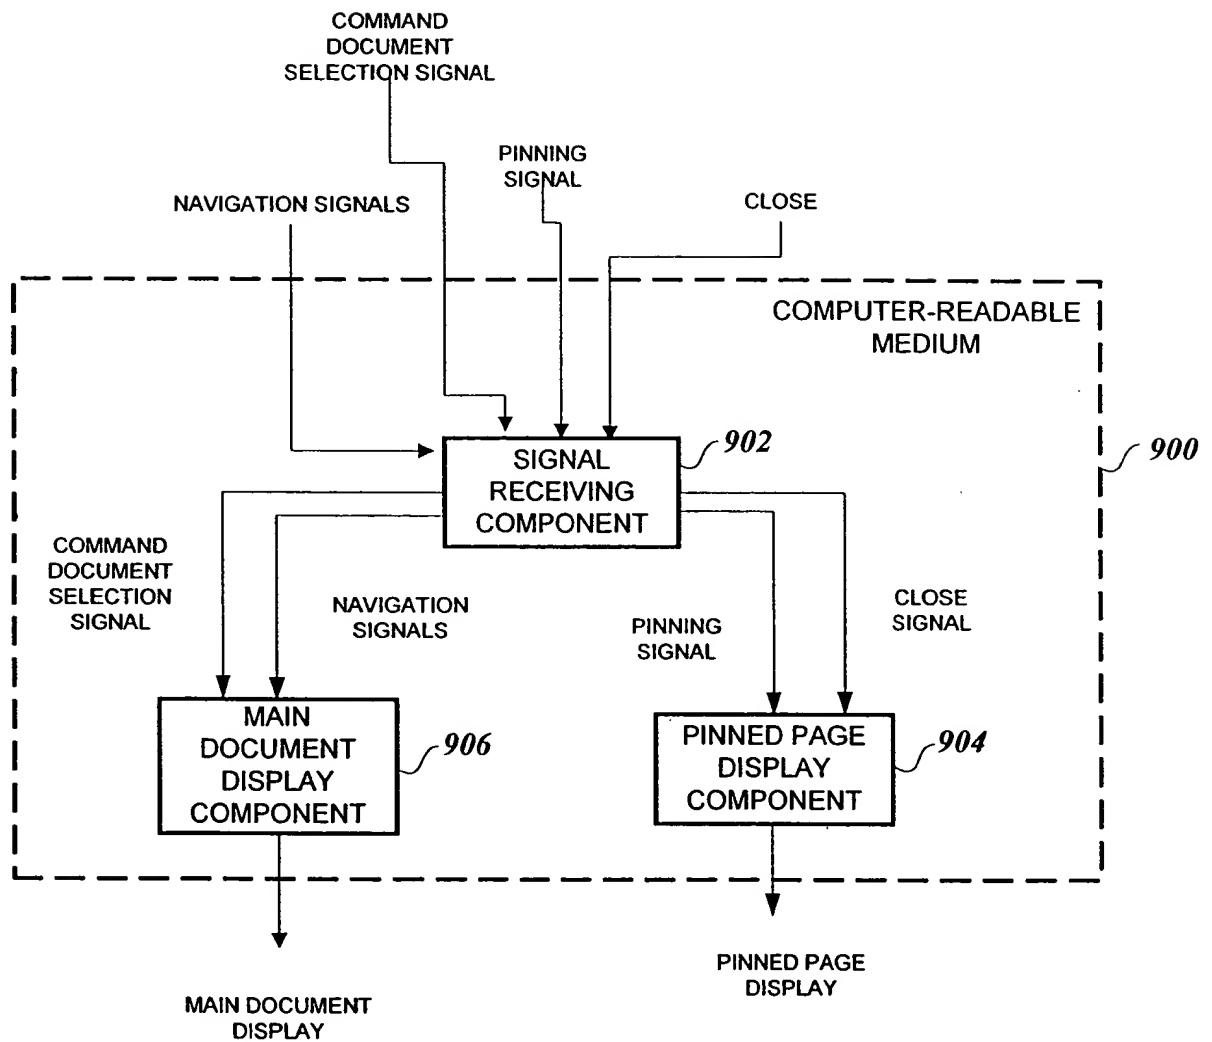 COMMAND
DOCUMENT
SELECTION SIGNAL
PINNING
SIGNAL
NAVIGATION SIGNALS
CLOSE
COMPUTER-READABLE
MEDIUM
902
900
SIGNAL
RECEIVING
COMPONENT
COMMAND
DOCUMENT
SELECTION
SIGNAL
NAVIGATION
SIGNALS
PINNING
SIGNAL
CLOSE
SIGNAL
MAIN
DOCUMENT
DISPLAY
COMPONENT
906
PINNED PAGE
DISPLAY
COMPONENT
904
MAIN DOCUMENT
DISPLAY
PINNED PAGE
DISPLAY